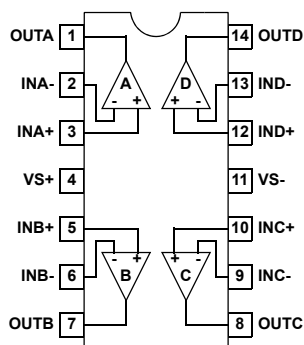 OUTA 1 14 OUTD
INA- 2 A D 13 IND-
- + + -
INA+ 3 12 IND+
VS+ 4 11 VS-
INB+ 5 10 INC+
- + + -
INB- 6 B C 9 INC-
OUTB 7 8 OUTC